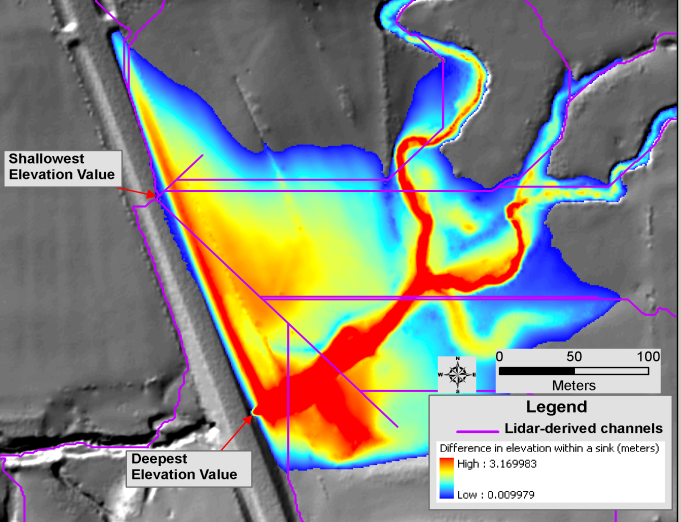 Shallowest
Elevation Value
Deepest
Elevation Value
N
W
E
S
0 50 100
Meters
Legend
Lidar-derived channels
Difference in elevation within a sink (meters)
High : 3.169983
Low : 0.009979